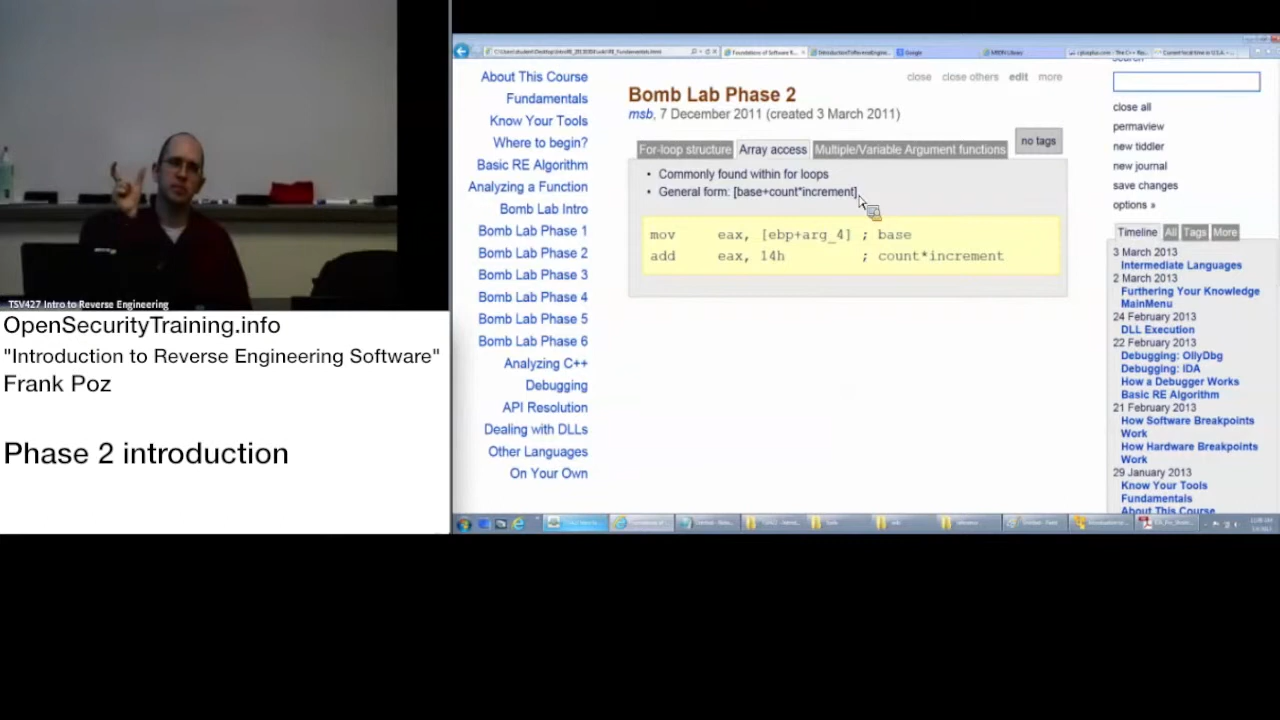 TSV427 Intro to Reverse Engineering
OpenSecurityTraining.info
"Introduction to Reverse Engineering Software"
Frank Poz
Phase 2 introduction
About This Course
Fundamentals
Know Your Tools
Where to begin?
Basic RE Algorithm
Analyzing a Function
Bomb Lab Intro
Bomb Lab Phase 1
Bomb Lab Phase 2
Bomb Lab Phase 3
Bomb Lab Phase 4
Bomb Lab Phase 5
Bomb Lab Phase 6
Analyzing C++
Debugging
API Resolution
Dealing with DLLs
Other Languages
On Your Own
close close others edit more
Bomb Lab Phase 2
msb, 7 December 2011 (created 3 March 2011)
no tags
For-loop structure Array access Multiple/Variable Argument functions
• Commonly found within for loops
• General form: [base+count*increment]
mov eax, [ebp+arg_4] ; base
add eax, 14h ; count*increment
search
close all
permaview
new tiddler
new journal
save changes
options »
Timeline All Tags More
3 March 2013
Intermediate Languages
2 March 2013
Furthering Your Knowledge
MainMenu
24 February 2013
DLL Execution
22 February 2013
Debugging: OllyDbg
Debugging: IDA
How a Debugger Works
Basic RE Algorithm
21 February 2013
How Software Breakpoints
Work
How Hardware Breakpoints
Work
29 January 2013
Know Your Tools
Fundamentals
About This Course